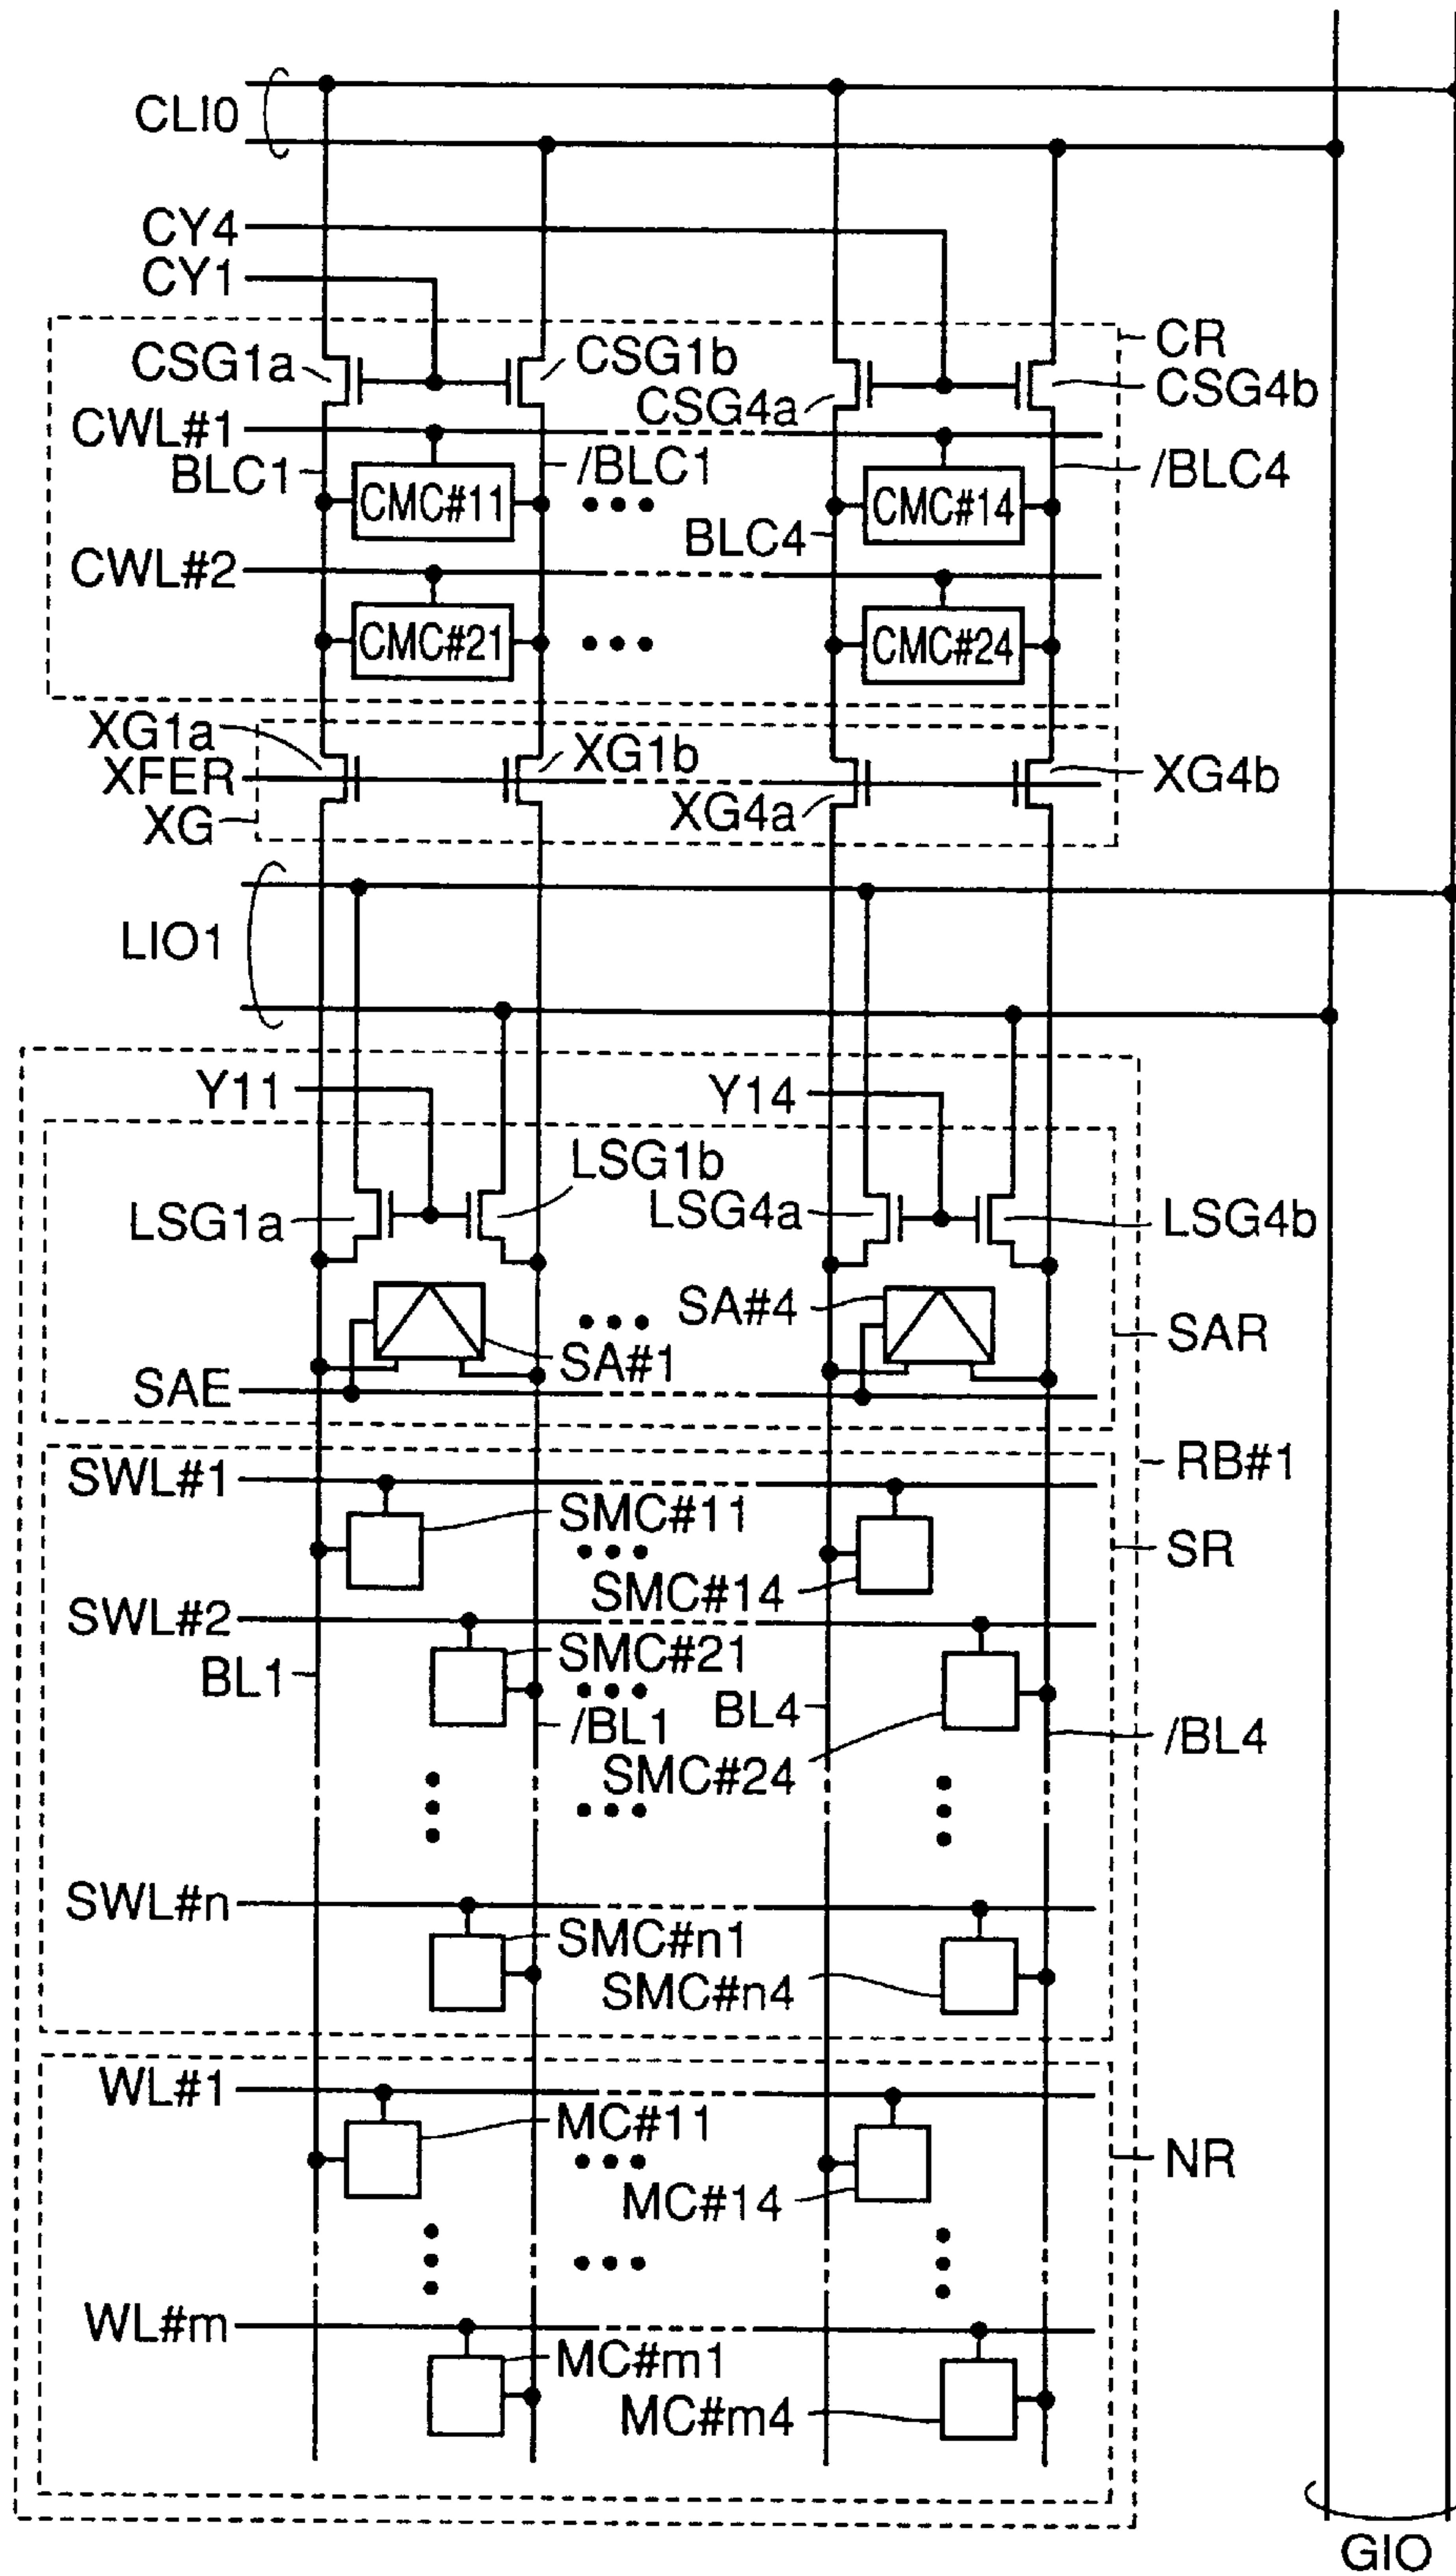 CLI0
CY4
CY1
CR
CSG1a
CSG1b
CSG4a
CSG4b
CWL#1
BLC1
/BLC1
/BLC4
CMC#11
CMC#14
BLC4
CWL#2
CMC#21
CMC#24
XG1a
XFER
XG
XG1b
XG4a
XG4b
LIO1
Y11
Y14
LSG1a
LSG1b
LSG4a
LSG4b
SA#4
SA#1
SAR
SAE
RB#1
SWL#1
SMC#11
SR
SMC#14
SWL#2
SMC#21
BL1
/BL1
BL4
/BL4
SMC#24
SWL#n
SMC#n1
SMC#n4
WL#1
MC#11
NR
MC#14
WL#m
MC#m1
MC#m4
GIO